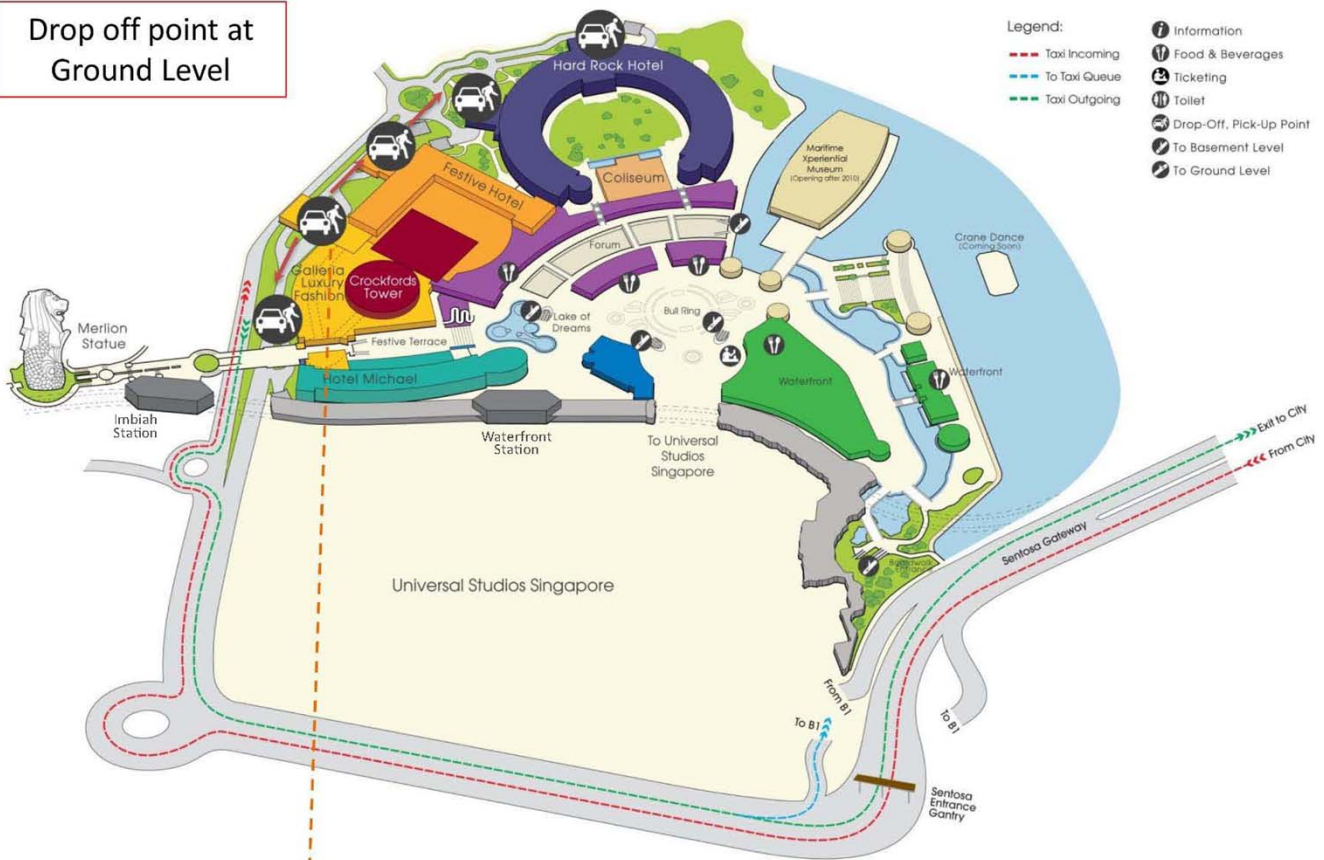 Drop off point at
Ground Level
Legend:
Taxi Incoming
To Taxi Queue
Taxi Outgoing
Information
Food & Beverages
Ticketing
Toilet
Drop-Off, Pick-Up Point
To Basement Level
To Ground Level
Hard Rock Hotel
Maritime
Xperiential
Museum
(Opening after 2010)
Festive Hotel
Coliseum
Forum
Crane Dance
(Coming Soon)
Galleria
Luxury
Fashion
Crockfords
Tower
Lake of
Dreams
Bull Ring
Merlion
Statue
Festive Terrace
Hotel Michael
Waterfront
Waterfront
Imbiah
Station
Waterfront
Station
To Universal
Studios
Singapore
Exit to City
From City
Sentosa Gateway
Boardwalk
Entrance
Universal Studios Singapore
From B1
To B1
To B1
Sentosa
Entrance
Gantry